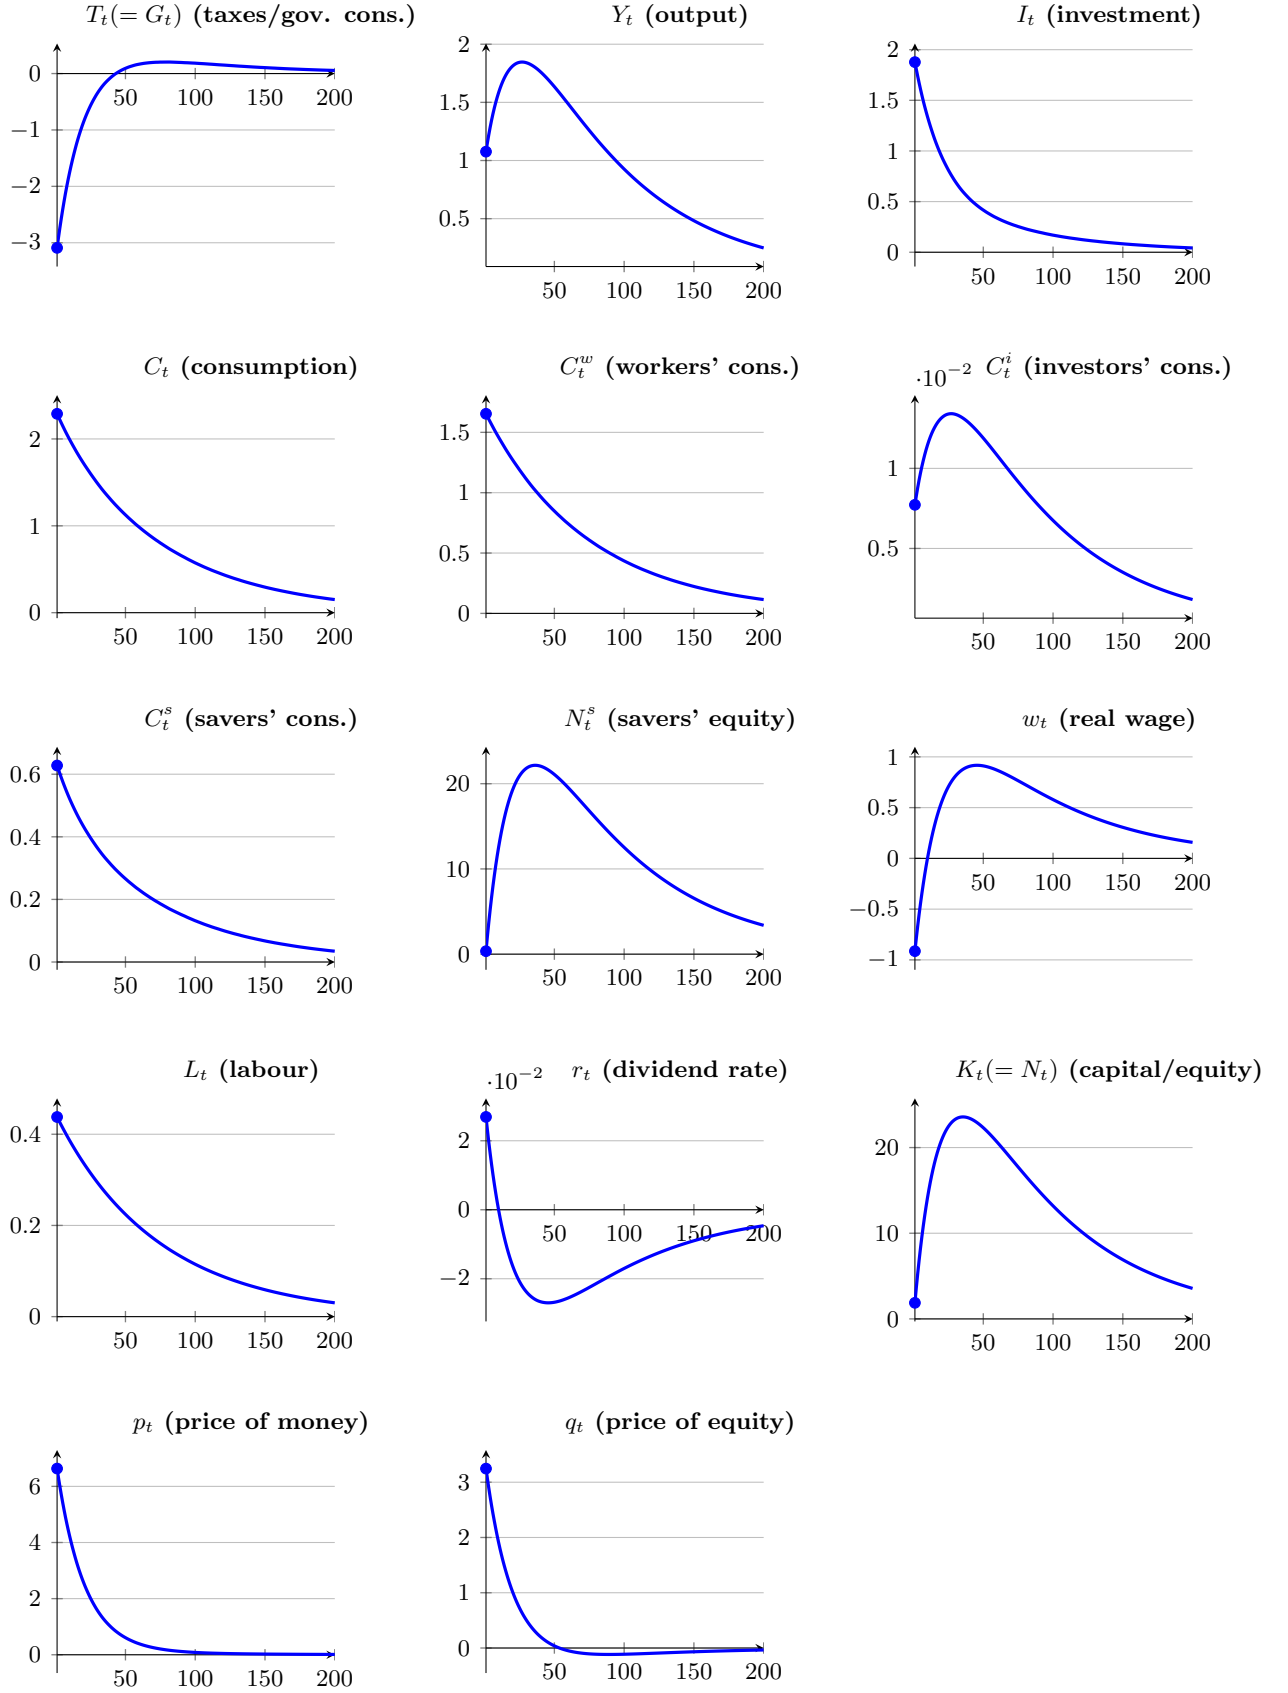 T_t(= G_t) (taxes/gov. cons.)
0
−1
−2
−3
50 100 150 200
Y_t (output)
2
1.5
1
0.5
50 100 150 200
I_t (investment)
2
1.5
1
0.5
0
50 100 150 200
C_t (consumption)
2
1
0
50 100 150 200
C_t^w (workers' cons.)
1.5
1
0.5
0
50 100 150 200
C_t^i (investors' cons.)
·10^−2
1
0.5
50 100 150 200
C_t^s (savers' cons.)
0.6
0.4
0.2
0
50 100 150 200
N_t^s (savers' equity)
20
10
0
50 100 150 200
w_t (real wage)
1
0.5
0
−0.5
−1
50 100 150 200
L_t (labour)
0.4
0.2
0
50 100 150 200
r_t (dividend rate)
·10^−2
2
0
−2
50 100 150 200
K_t(= N_t) (capital/equity)
20
10
0
50 100 150 200
p_t (price of money)
6
4
2
0
50 100 150 200
q_t (price of equity)
3
2
1
0
50 100 150 200